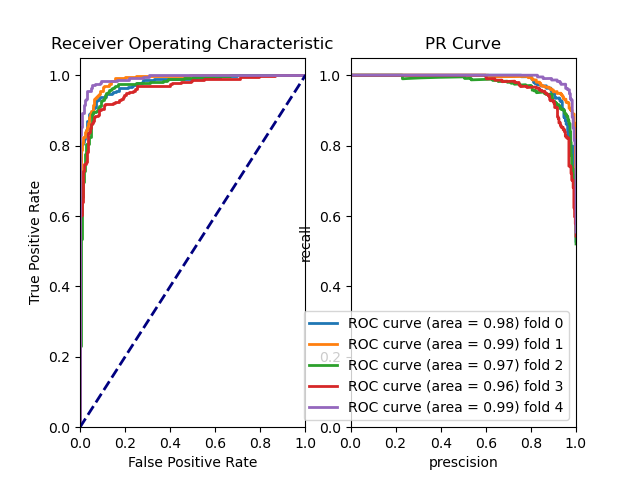 Receiver Operating Characteristic
1.0
0.8
0.6
0.4
0.2
0.0
True Positive Rate
0.0 0.2 0.4 0.6 0.8 1.0
False Positive Rate
PR Curve
1.0
0.8
0.6
0.4
0.2
0.0
recall
0.0 0.2 0.4 0.6 0.8 1.0
prescision
ROC curve (area = 0.98) fold 0
ROC curve (area = 0.99) fold 1
ROC curve (area = 0.97) fold 2
ROC curve (area = 0.96) fold 3
ROC curve (area = 0.99) fold 4